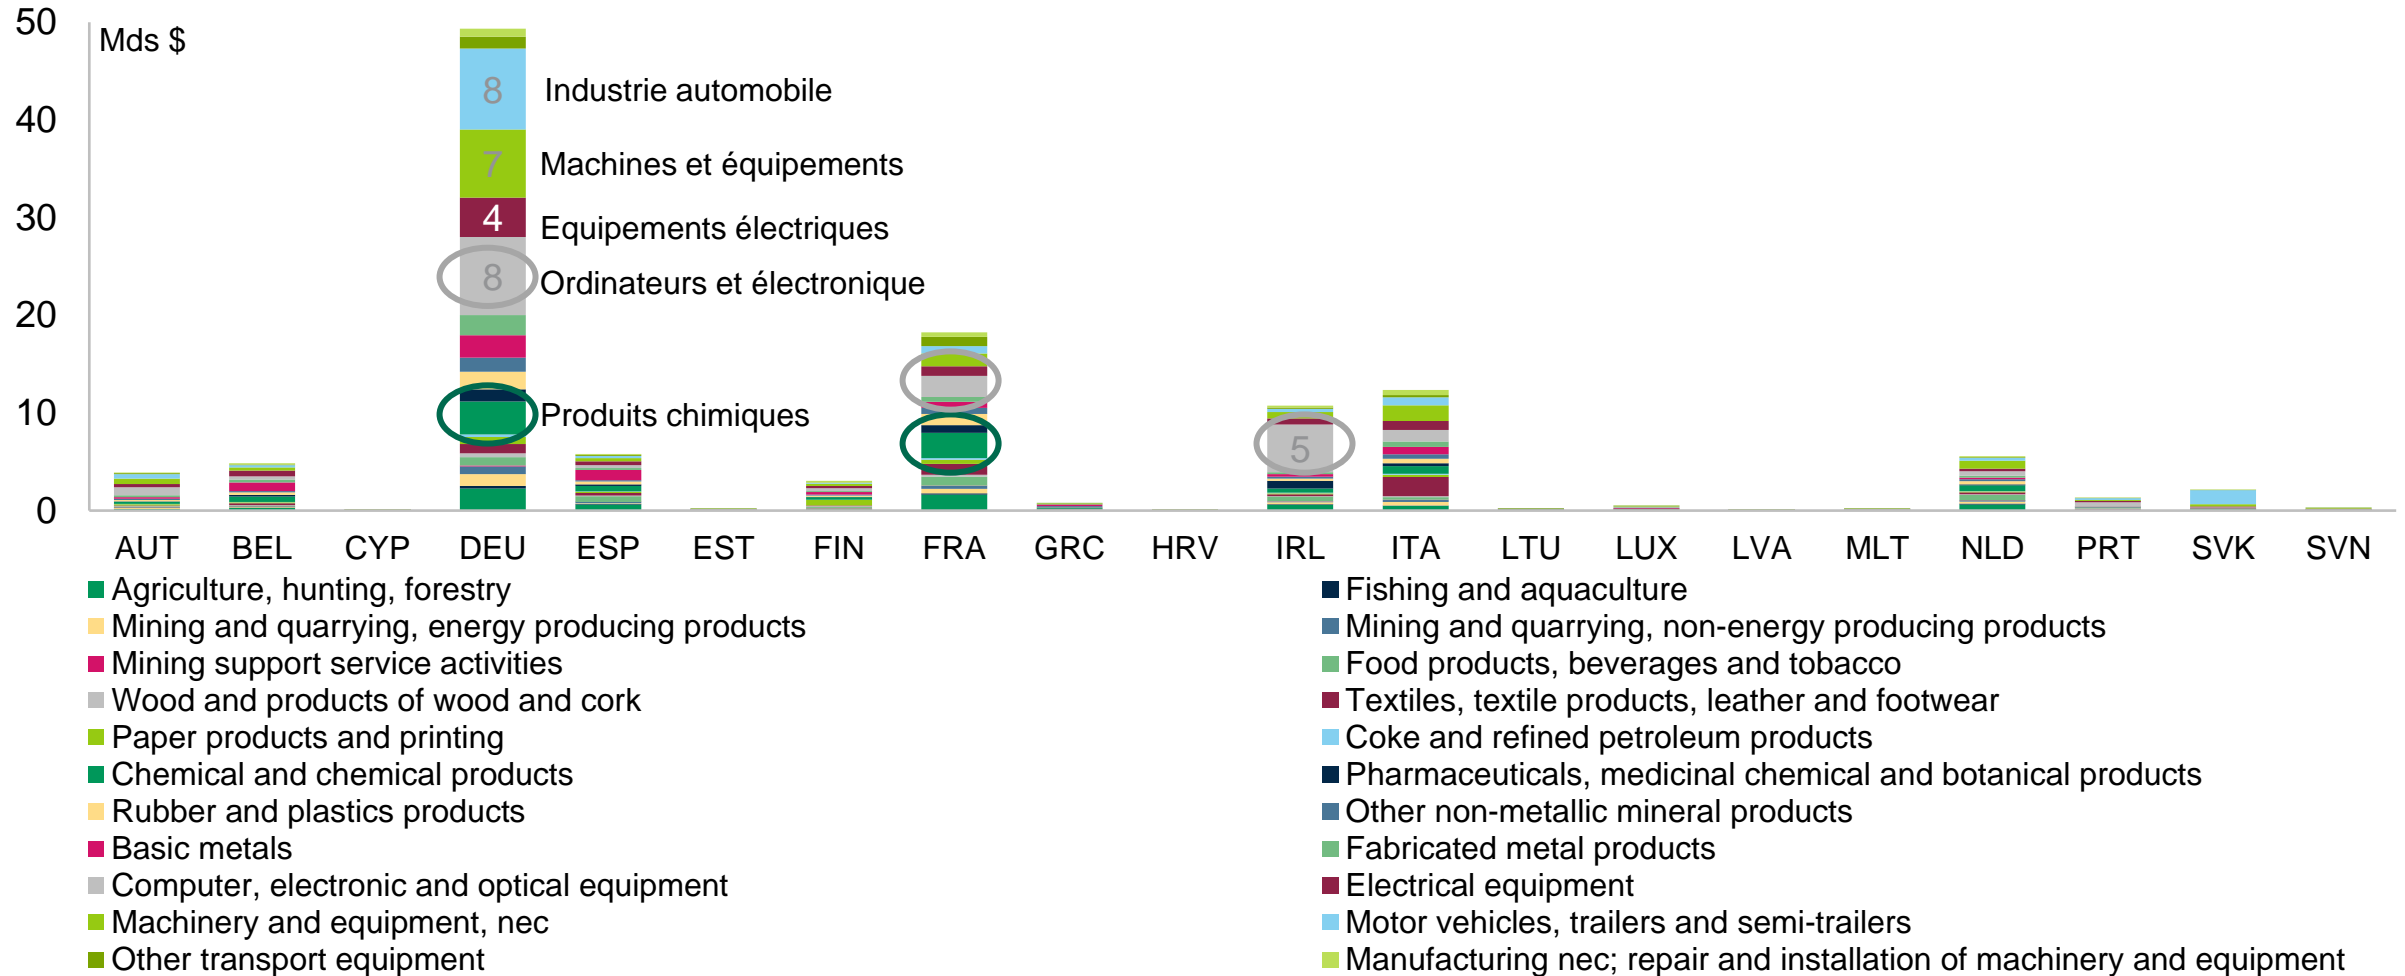 50
Mds $
8
Industrie automobile
40
7
Machines et équipements
30
4
Equipements électriques
8
Ordinateurs et électronique
20
10
Produits chimiques
5
0
AUT BEL CYP DEU ESP EST FIN FRA GRC HRV IRL ITA LTU LUX LVA MLT NLD PRT SVK SVN
Agriculture, hunting, forestry
Fishing and aquaculture
Mining and quarrying, energy producing products
Mining and quarrying, non-energy producing products
Mining support service activities
Food products, beverages and tobacco
Wood and products of wood and cork
Textiles, textile products, leather and footwear
Paper products and printing
Coke and refined petroleum products
Chemical and chemical products
Pharmaceuticals, medicinal chemical and botanical products
Rubber and plastics products
Other non-metallic mineral products
Basic metals
Fabricated metal products
Computer, electronic and optical equipment
Electrical equipment
Machinery and equipment, nec
Motor vehicles, trailers and semi-trailers
Other transport equipment
Manufacturing nec; repair and installation of machinery and equipment